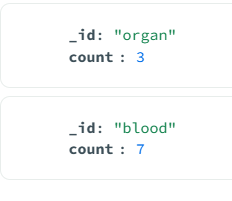 _id: "organ"
count : 3
_id: "blood"
count : 7